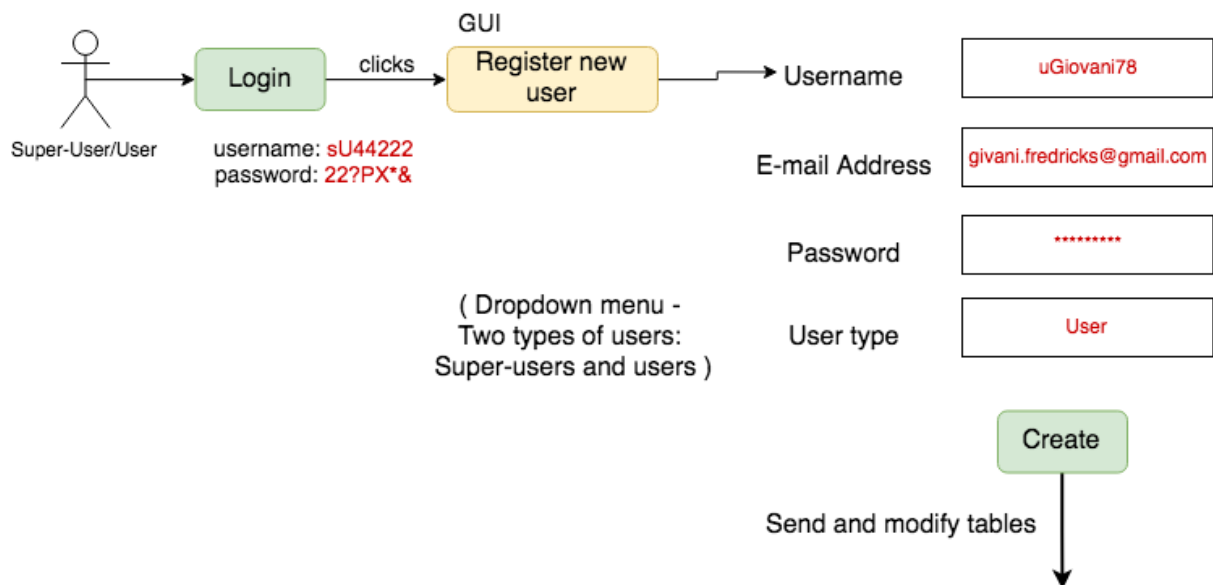 GUI
Login
clicks
Register new
user
Username
uGiovani78
Super-User/User
username: sU44222
password: 22?PX*&
E-mail Address
givani.fredricks@gmail.com
Password
*********
( Dropdown menu -
Two types of users:
Super-users and users )
User type
User
Create
Send and modify tables